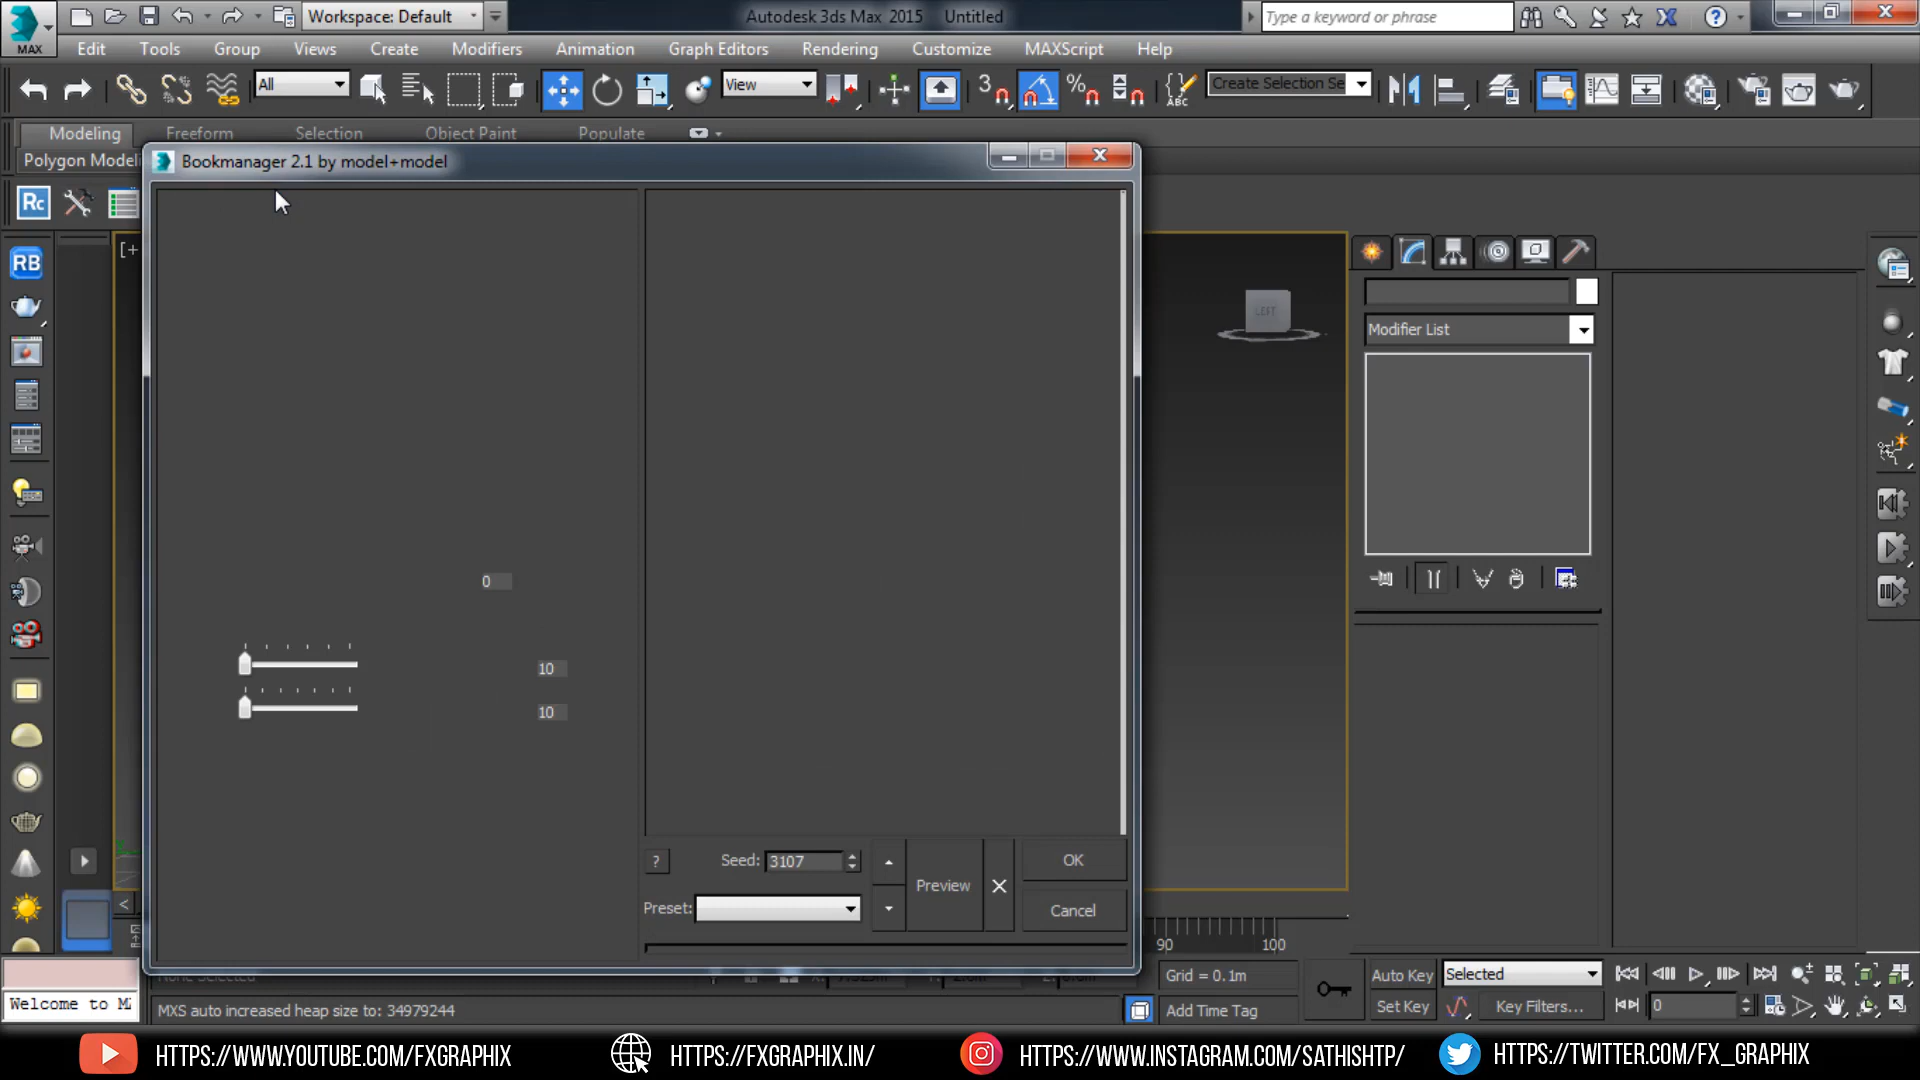 Workspace: Default
Autodesk 3ds Max 2015 Untitled
Type a keyword or phrase
MAX
Edit Tools Group Views Create Modifiers Animation Graph Editors Rendering Customize MAXScript Help
All
View
3
%
ABC
Create Selection Se
Modeling Freeform Selection Object Paint Populate
Polygon Modeli
Bookmanager 2.1 by model+model
Rc
RB
[+
LEFT
Modifier List
0
10
10
? Seed: 3107
Preview
OK
Preset:
Cancel
90 100
Grid = 0.1m
Auto Key Selected
Welcome to M
MXS auto increased heap size to: 34979244
Add Time Tag
Set Key Key Filters... 0
HTTPS://WWW.YOUTUBE.COM/FXGRAPHIX HTTPS://FXGRAPHIX.IN/ HTTPS://WWW.INSTAGRAM.COM/SATHISHTP/ HTTPS://TWITTER.COM/FX_GRAPHIX